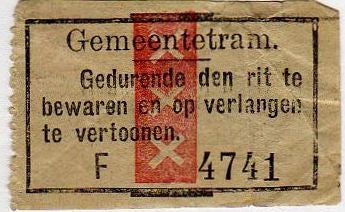 Gemeentetram.
Gedurende den rit te
bewaren en op verlangen
te vertoonen.
F 4741